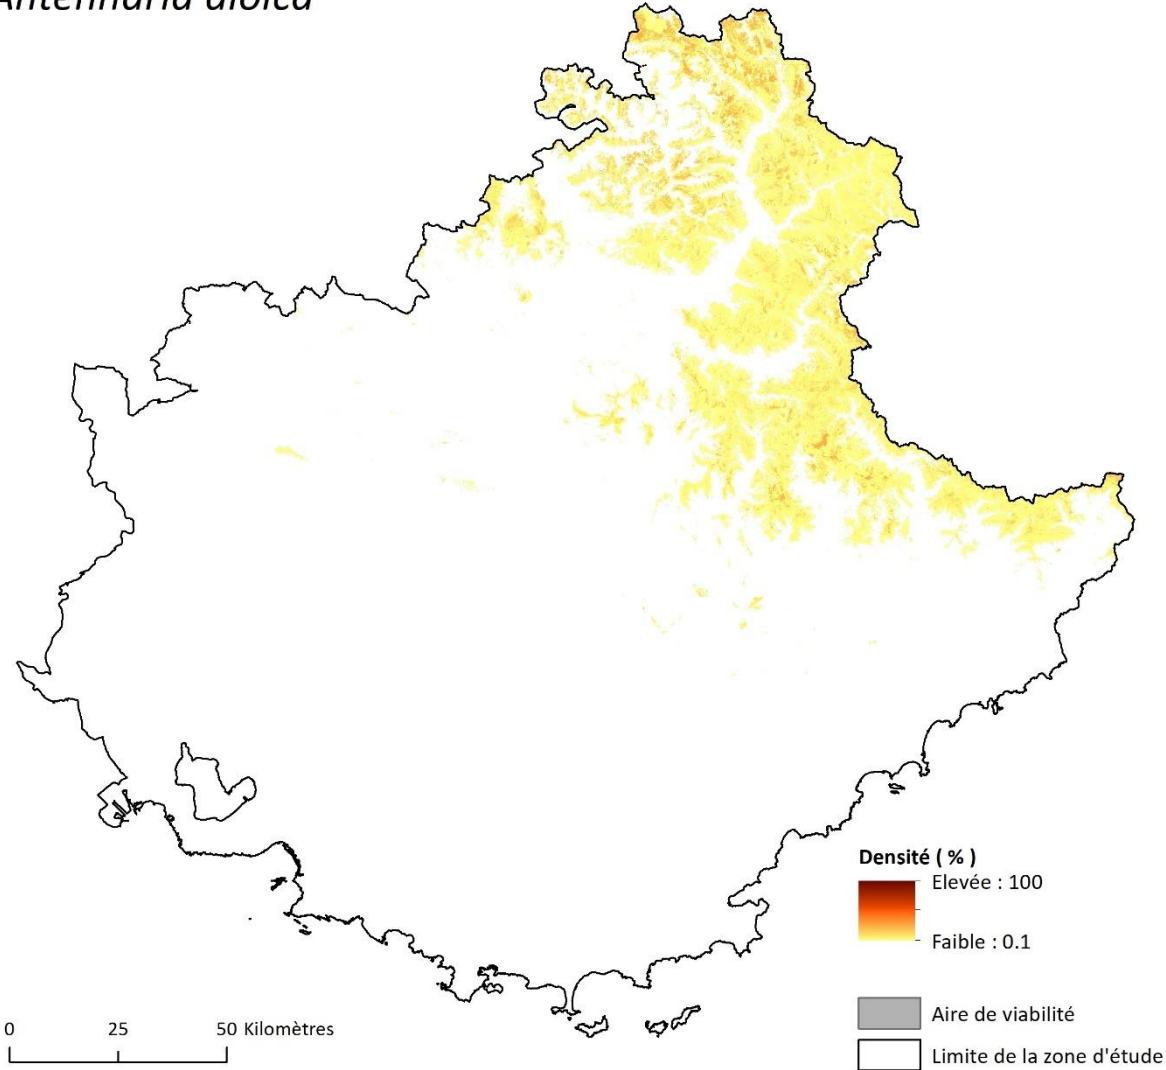 Antennaria dioica
Densité ( % )
Elevée : 100
Faible : 0.1
Aire de viabilité
Limite de la zone d'étude
0 25 50 Kilomètres